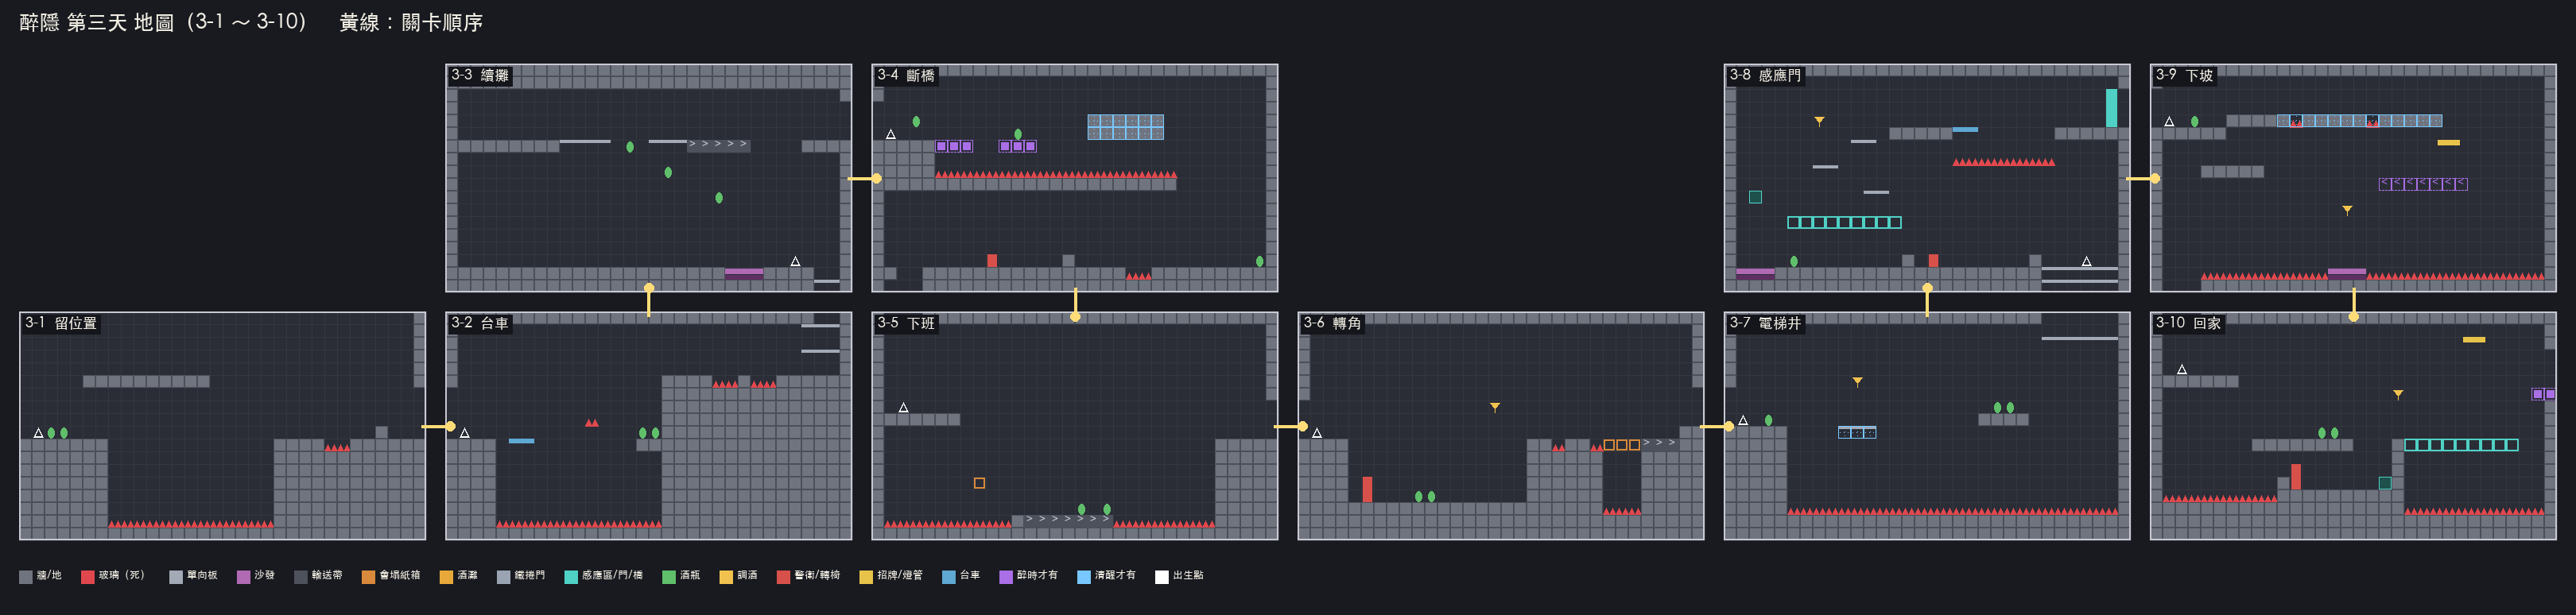 醉隱 第三天 地圖（3-1 ～ 3-10）　黃線：關卡順序
3-3 續攤
3-4 斷橋
3-8 感應門
3-9 下坡
3-1 留位置
3-2 台車
3-5 下班
3-6 轉角
3-7 電梯井
3-10 回家
牆/地 玻璃（死） 單向板 沙發 輸送帶 會塌紙箱 酒灘 鐵捲門 感應區/門/橋 酒瓶 調酒 警衛/轉椅 招牌/燈管 台車 醉時才有 清醒才有 出生點